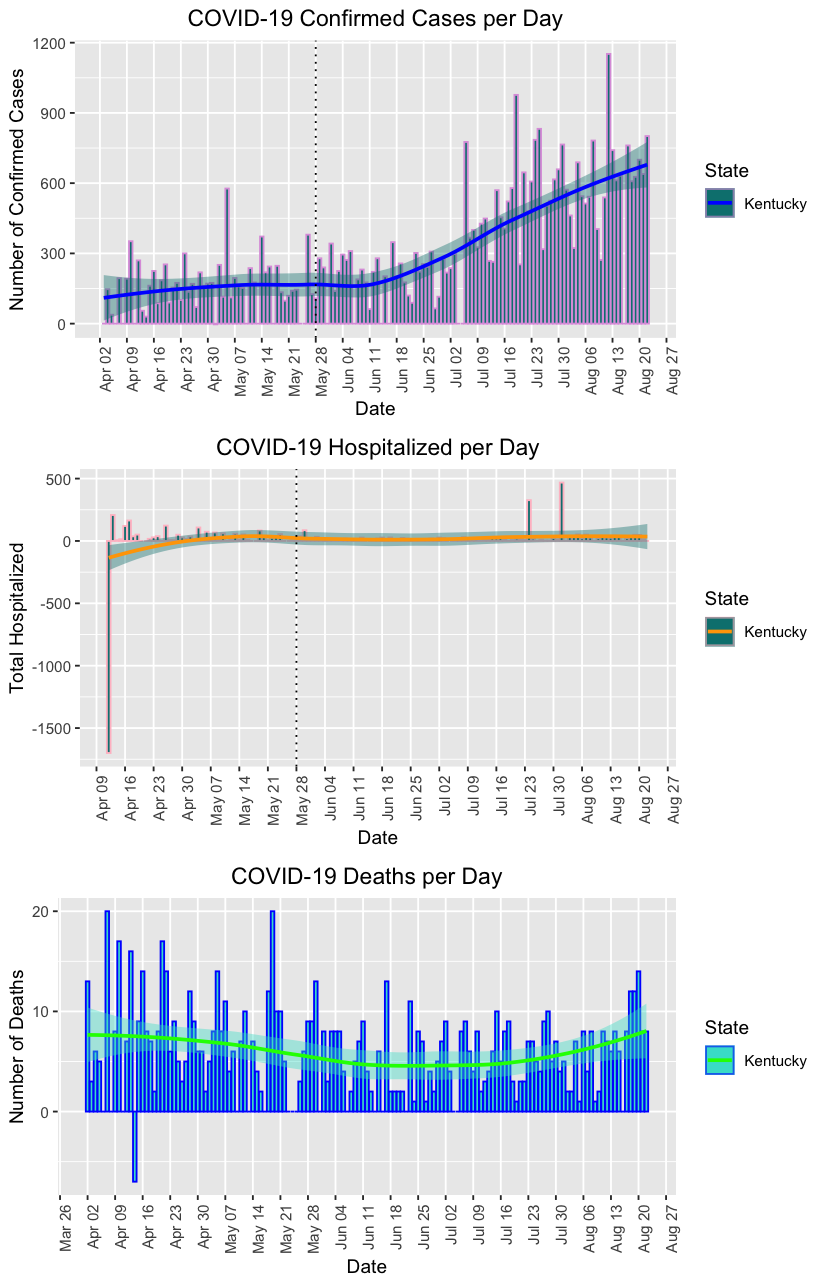 COVID-19 Confirmed Cases per Day
Number of Confirmed Cases
1200
900
600
300
0
Apr 02
Apr 09
Apr 16
Apr 23
Apr 30
May 07
May 14
May 21
May 28
Jun 04
Jun 11
Jun 18
Jun 25
Jul 02
Jul 09
Jul 16
Jul 23
Jul 30
Aug 06
Aug 13
Aug 20
Aug 27
Date
State
Kentucky
COVID-19 Hospitalized per Day
Total Hospitalized
500
0
-500
-1000
-1500
Apr 09
Apr 16
Apr 23
Apr 30
May 07
May 14
May 21
May 28
Jun 04
Jun 11
Jun 18
Jun 25
Jul 02
Jul 09
Jul 16
Jul 23
Jul 30
Aug 06
Aug 13
Aug 20
Aug 27
Date
State
Kentucky
COVID-19 Deaths per Day
Number of Deaths
20
10
0
Mar 26
Apr 02
Apr 09
Apr 16
Apr 23
Apr 30
May 07
May 14
May 21
May 28
Jun 04
Jun 11
Jun 18
Jun 25
Jul 02
Jul 09
Jul 16
Jul 23
Jul 30
Aug 06
Aug 13
Aug 20
Aug 27
Date
State
Kentucky